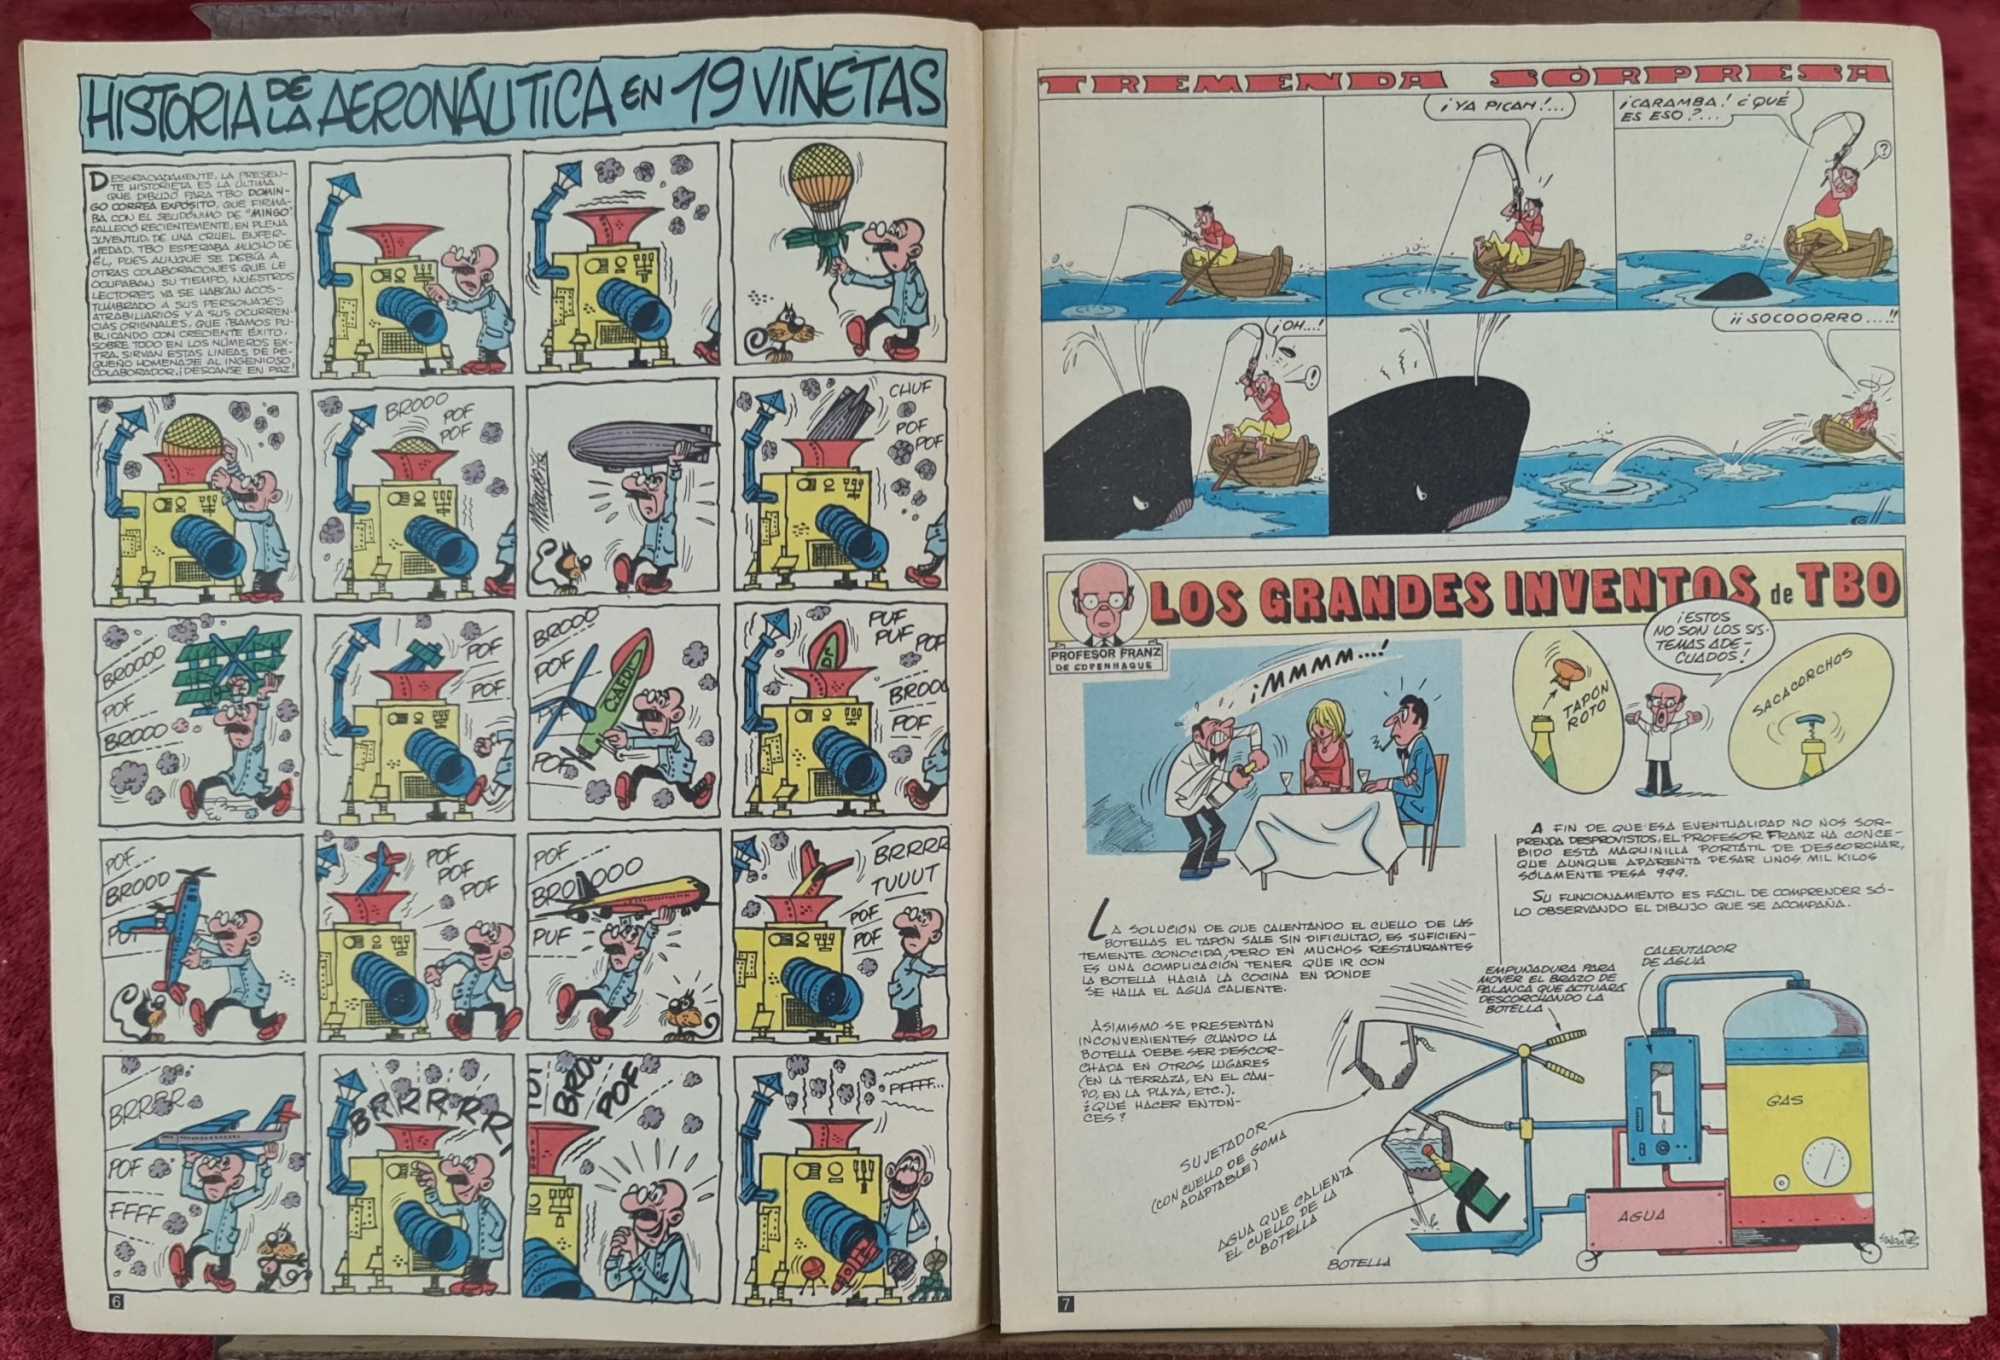 HISTORIA DE LA AERONÁUTICA EN 19 VIÑETAS
DESGRACIADAMENTE, LA PRESEN-
TE HISTORIETA ES LA ÚLTIMA
QUE DIBUJÓ PARA TBO DOMIN-
GO CORREA EXPÓSITO, QUE FIRMA-
BA CON EL SEUDÓNIMO DE "MINGO".
FALLECIÓ RECIENTEMENTE, EN PLENA
JUVENTUD, DE UNA CRUEL ENFER-
MEDAD. TBO ESPERABA MUCHO DE
ÉL, PUES AUNQUE SE DEBÍA A
OTRAS COLABORACIONES QUE LE
OCUPABAN SU TIEMPO, NUESTROS
LECTORES YA SE HABÍAN ACOS-
TUMBRADO A SUS PERSONAJES
ATRABILIARIOS Y A SUS OCURREN-
CIAS ORIGINALES, QUE ÍBAMOS PU-
BLICANDO CON CRECIENTE ÉXITO,
SOBRE TODO EN LOS NÚMEROS EX-
TRA. SIRVAN ESTAS LINEAS DE PE-
QUEÑO HOMENAJE AL INGENIOSO
COLABORADOR. ¡DESCANSE EN PAZ!
BROOO
POF
POF
CHUF
POF
POF
BROOOO
POF
BROOO
POF
POF
BROOO
POF
POF
CAEDR
POF
PUF
PUF
POF
BROOO
POF
POF
BROOO
PUF
POF
POF
POF
POF
BROOOOO
PUF
BRRRR
TUUUT
POF
POF
BRRRR
POF
FFFF
BRRRRRR
BROO
POF
PFFFF...
6
TREMENDA SORPRESA
¡YA PICAN!...
¡CARAMBA! ¿QUÉ
ES ESO?...
?
¡OH...!
!
¡¡SOCOOORRO....!!
LOS GRANDES INVENTOS de TBO
PROFESOR FRANZ
DE COPENHAGUE
¡MMMM....!
TAPÓN
ROTO
¡ESTOS
NO SON LOS SIS-
TEMAS ADE-
CUADOS!
SACACORCHOS
LA SOLUCIÓN DE QUE CALENTANDO EL CUELLO DE LAS
BOTELLAS EL TAPÓN SALE SIN DIFICULTAD, ES SUFICIEN-
TEMENTE CONOCIDA, PERO EN MUCHOS RESTAURANTES
ES UNA COMPLICACIÓN TENER QUE IR CON
LA BOTELLA HACIA LA COCINA EN DONDE
SE HALLA EL AGUA CALIENTE.
ASIMISMO SE PRESENTAN
INCONVENIENTES CUANDO LA
BOTELLA DEBE SER DESCOR-
CHADA EN OTROS LUGARES
(EN LA TERRAZA, EN EL CAM-
PO, EN LA PLAYA, ETC.).
¿QUÉ HACER ENTON-
CES?
A FIN DE QUE ESA EVENTUALIDAD NO NOS SOR-
PRENDA DESPROVISTOS, EL PROFESOR FRANZ HA CONCE-
BIDO ESTA MAQUINILLA PORTÁTIL DE DESCORCHAR,
QUE AUNQUE APARENTA PESAR UNOS MIL KILOS
SÓLAMENTE PESA 999.
SU FUNCIONAMIENTO ES FÁCIL DE COMPRENDER SÓ-
LO OBSERVANDO EL DIBUJO QUE SE ACOMPAÑA.
EMPUÑADURA PARA
MOVER EL BRAZO DE
PALANCA QUE ACTUARÁ
DESCORCHANDO LA
BOTELLA
CALENTADOR
DE AGUA
GAS
AGUA
SUJETADOR
(CON CUELLO DE GOMA
ADAPTABLE)
AGUA QUE CALIENTA
EL CUELLO DE LA
BOTELLA
BOTELLA
7